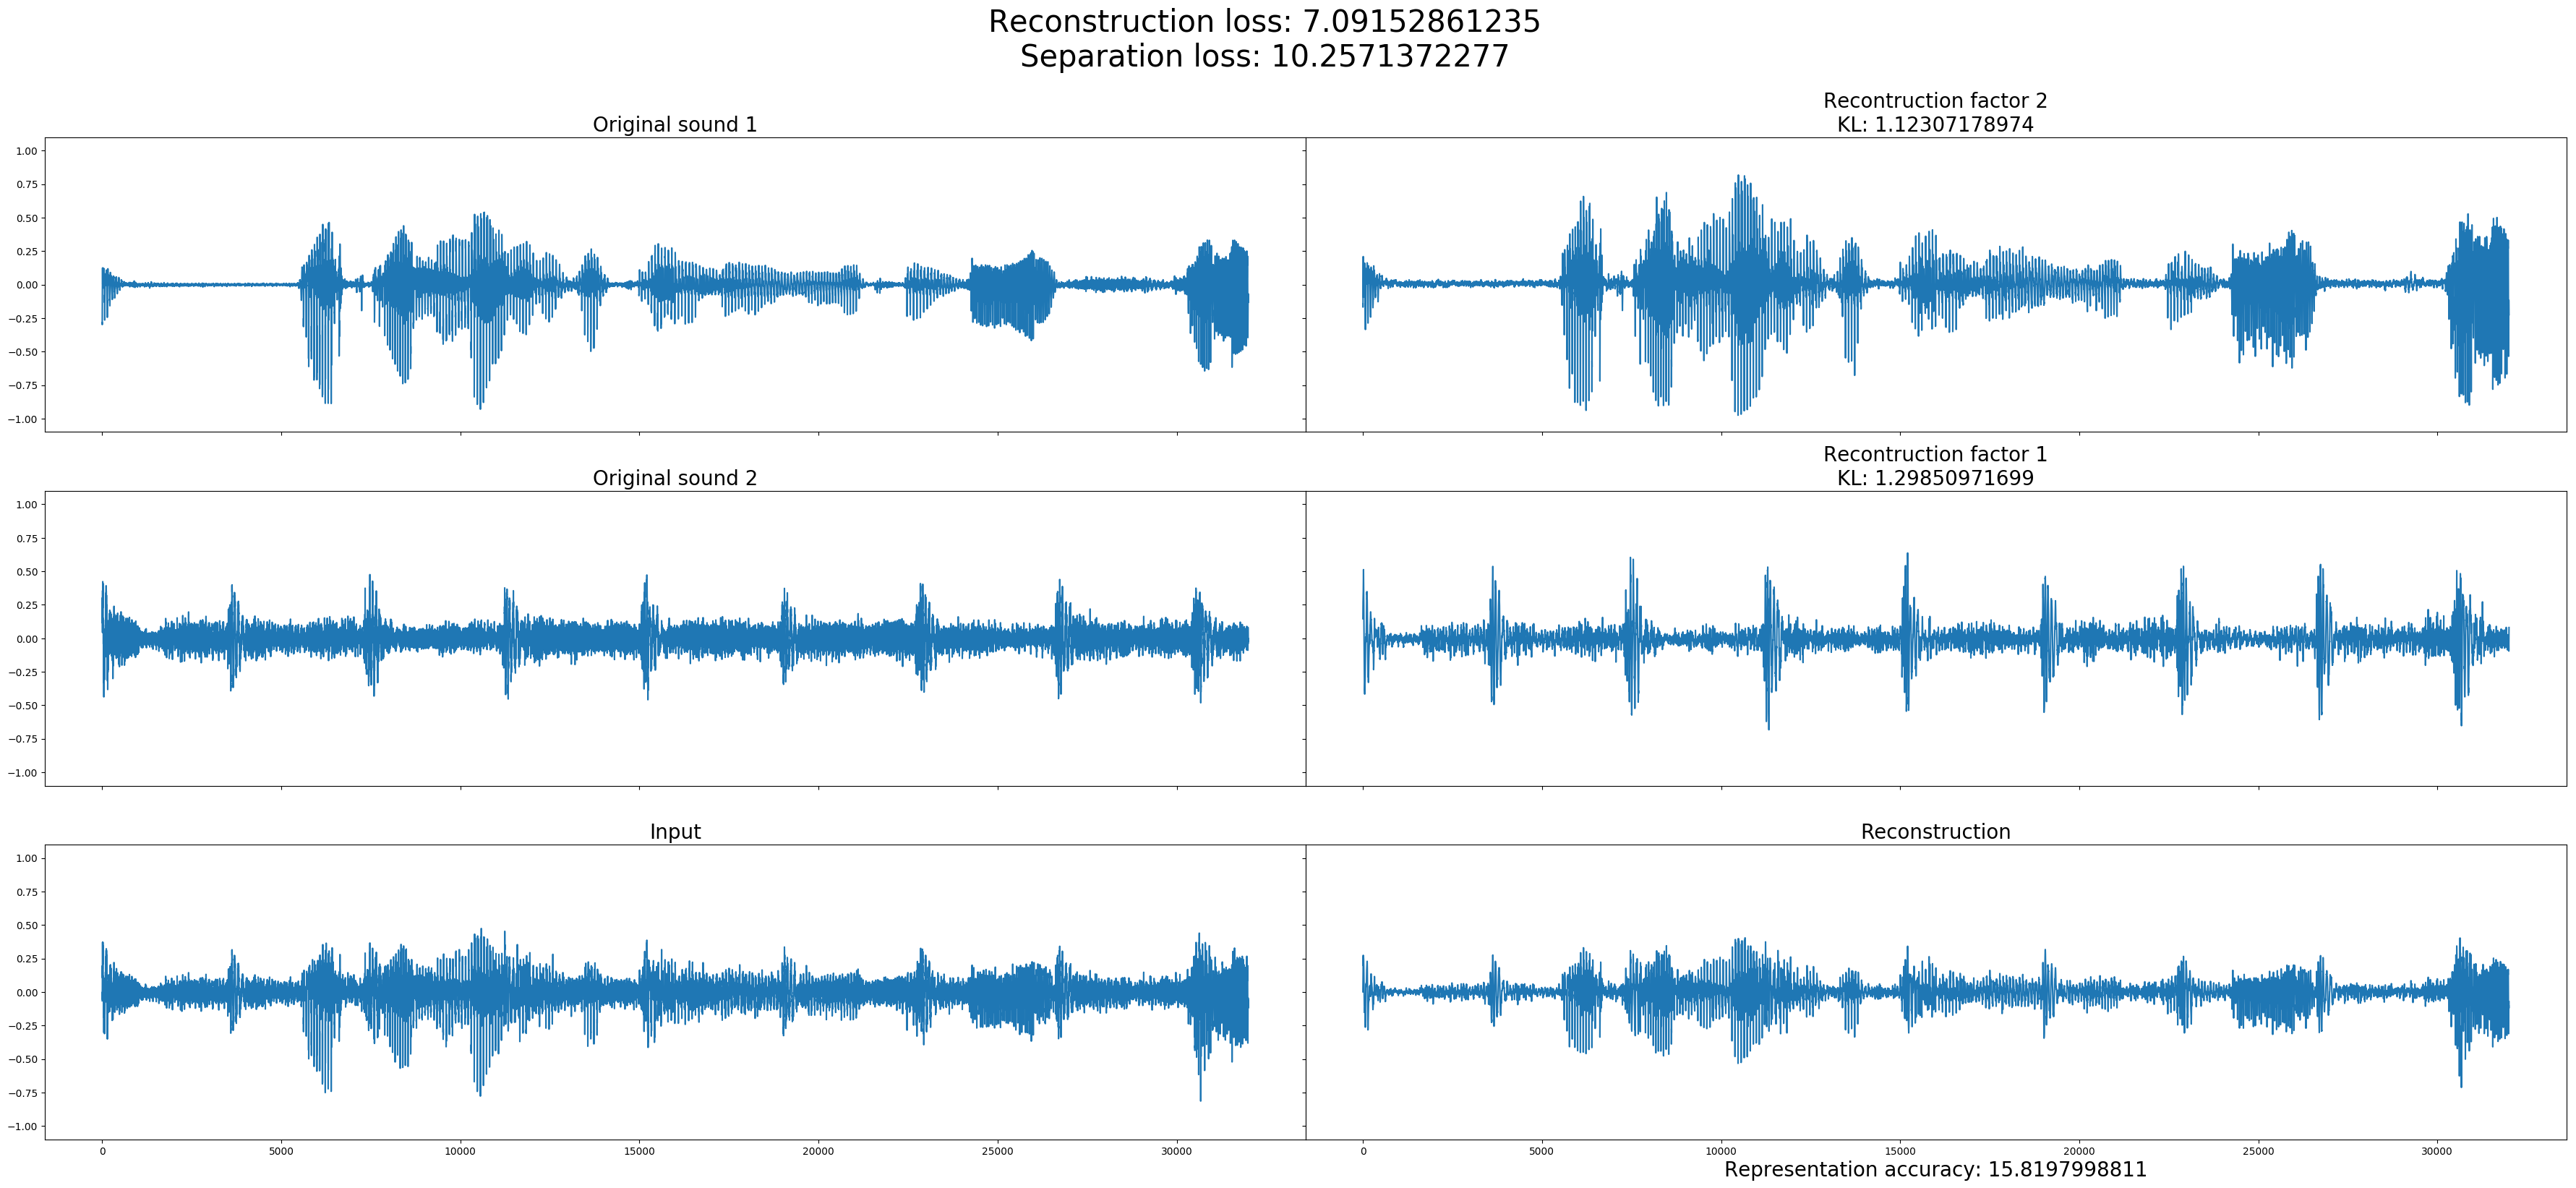 Reconstruction loss: 7.09152861235
Separation loss: 10.2571372277
Original sound 1
Recontruction factor 2
KL: 1.12307178974
1.00
0.75
0.50
0.25
0.00
−0.25
−0.50
−0.75
−1.00
Original sound 2
Recontruction factor 1
KL: 1.29850971699
1.00
0.75
0.50
0.25
0.00
−0.25
−0.50
−0.75
−1.00
Input
Reconstruction
1.00
0.75
0.50
0.25
0.00
−0.25
−0.50
−0.75
−1.00
0 5000 10000 15000 20000 25000 30000
0 5000 10000 15000 20000 25000 30000
Representation accuracy: 15.8197998811